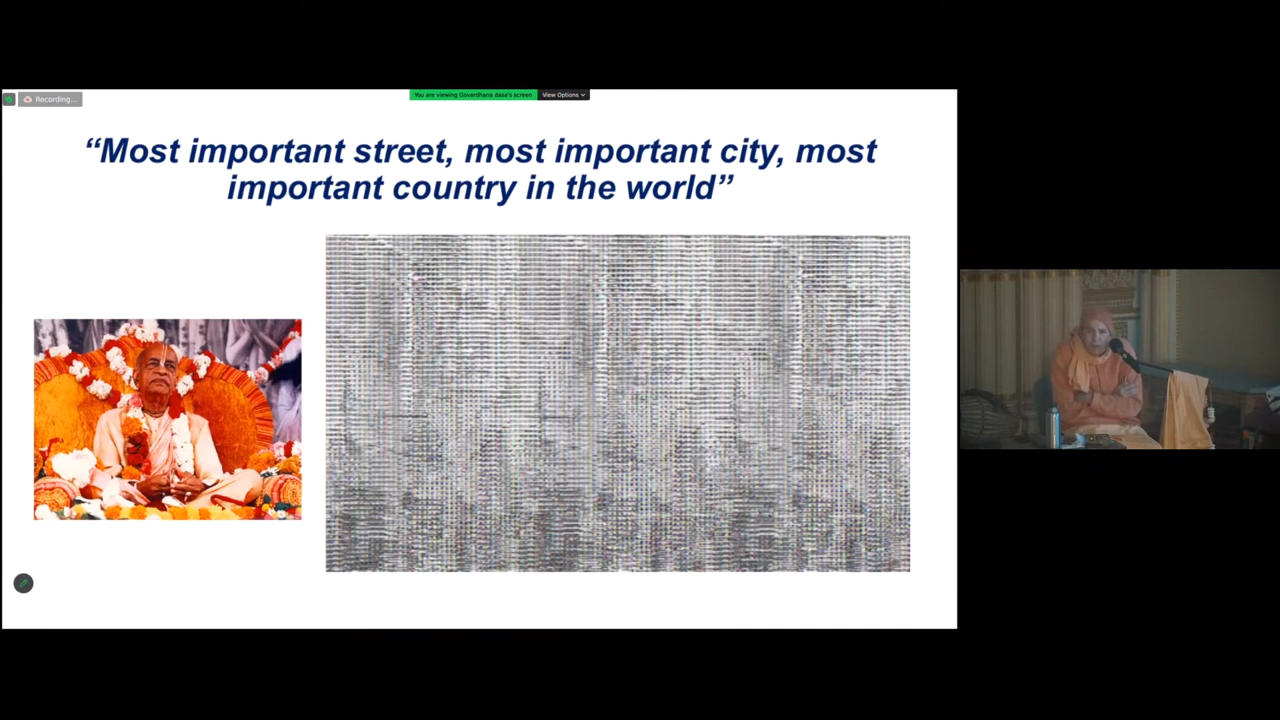 Recording...
You are viewing Govardhana dasa's screen
View Options
“Most important street, most important city, most
important country in the world”